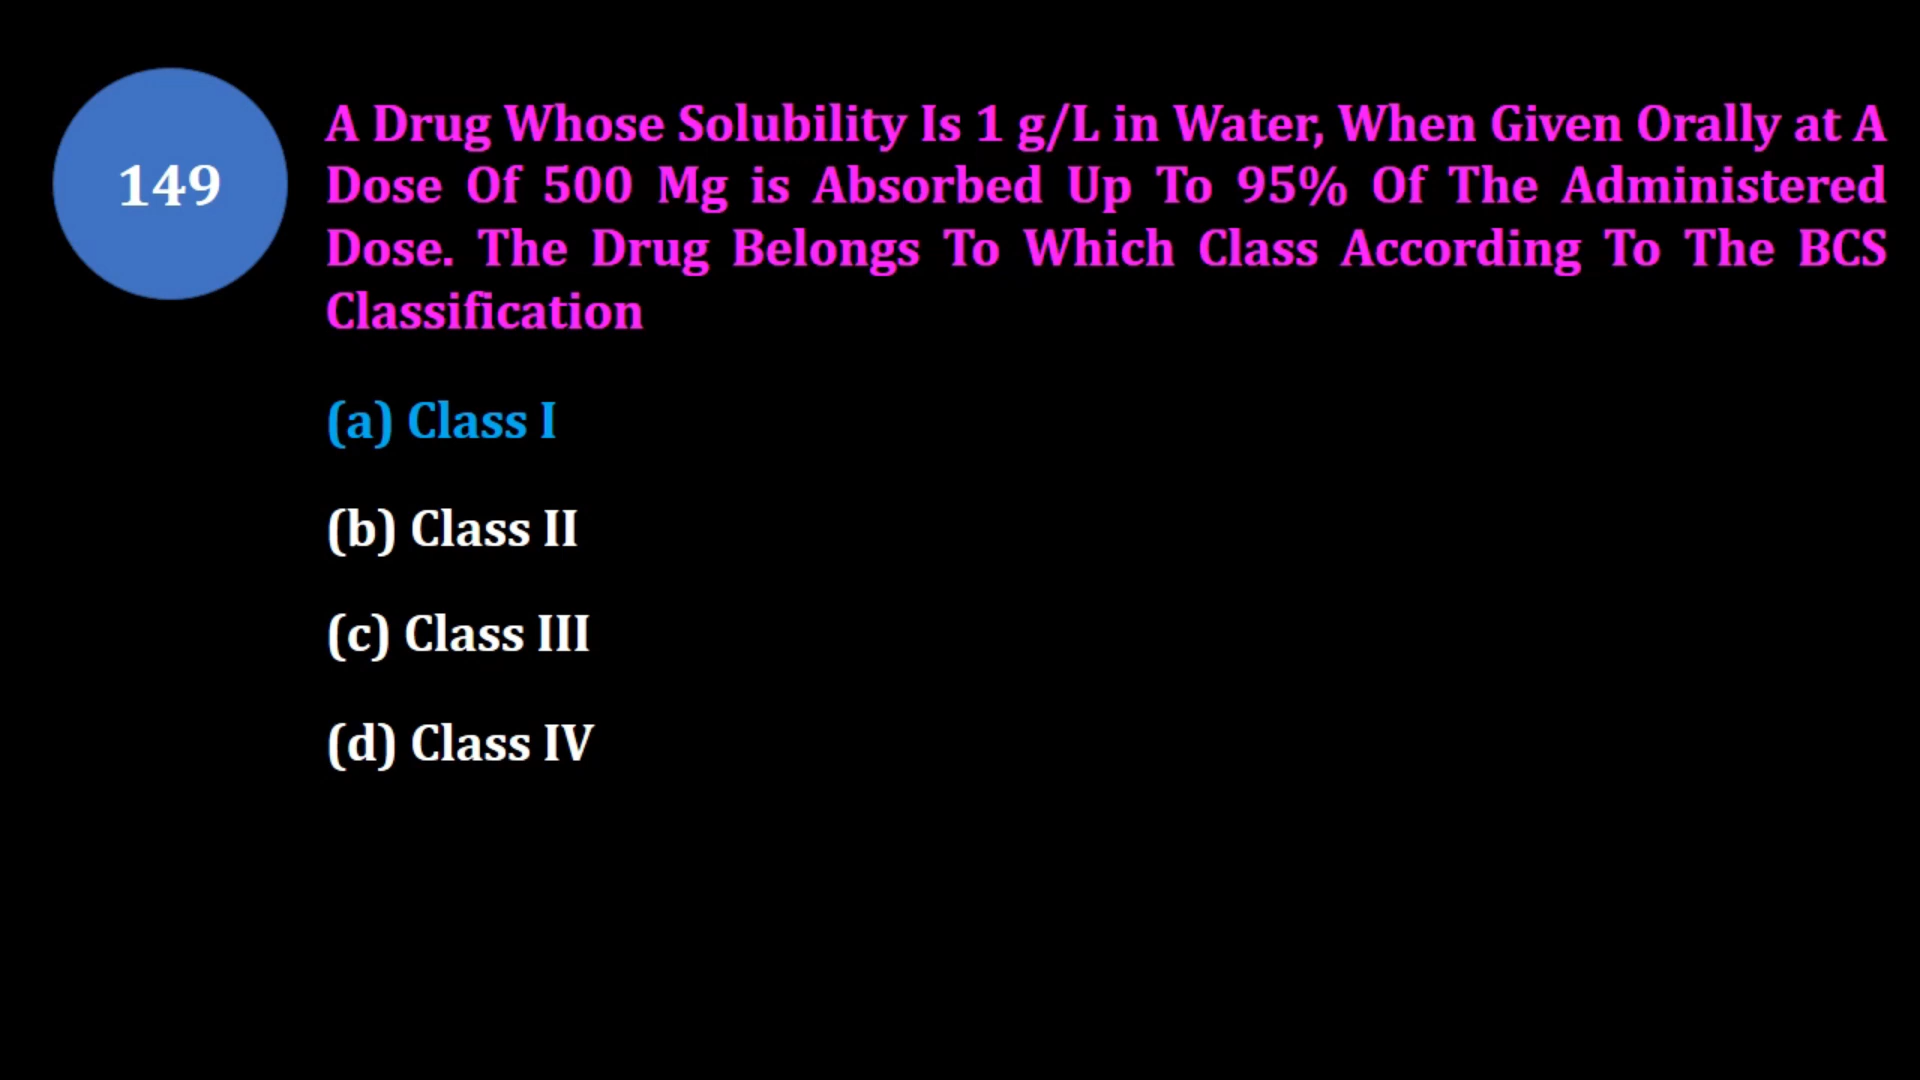 149
A Drug Whose Solubility Is 1 g/L in Water, When Given Orally at A
Dose Of 500 Mg is Absorbed Up To 95% Of The Administered
Dose. The Drug Belongs To Which Class According To The BCS
Classification
(a) Class I
(b) Class II
(c) Class III
(d) Class IV